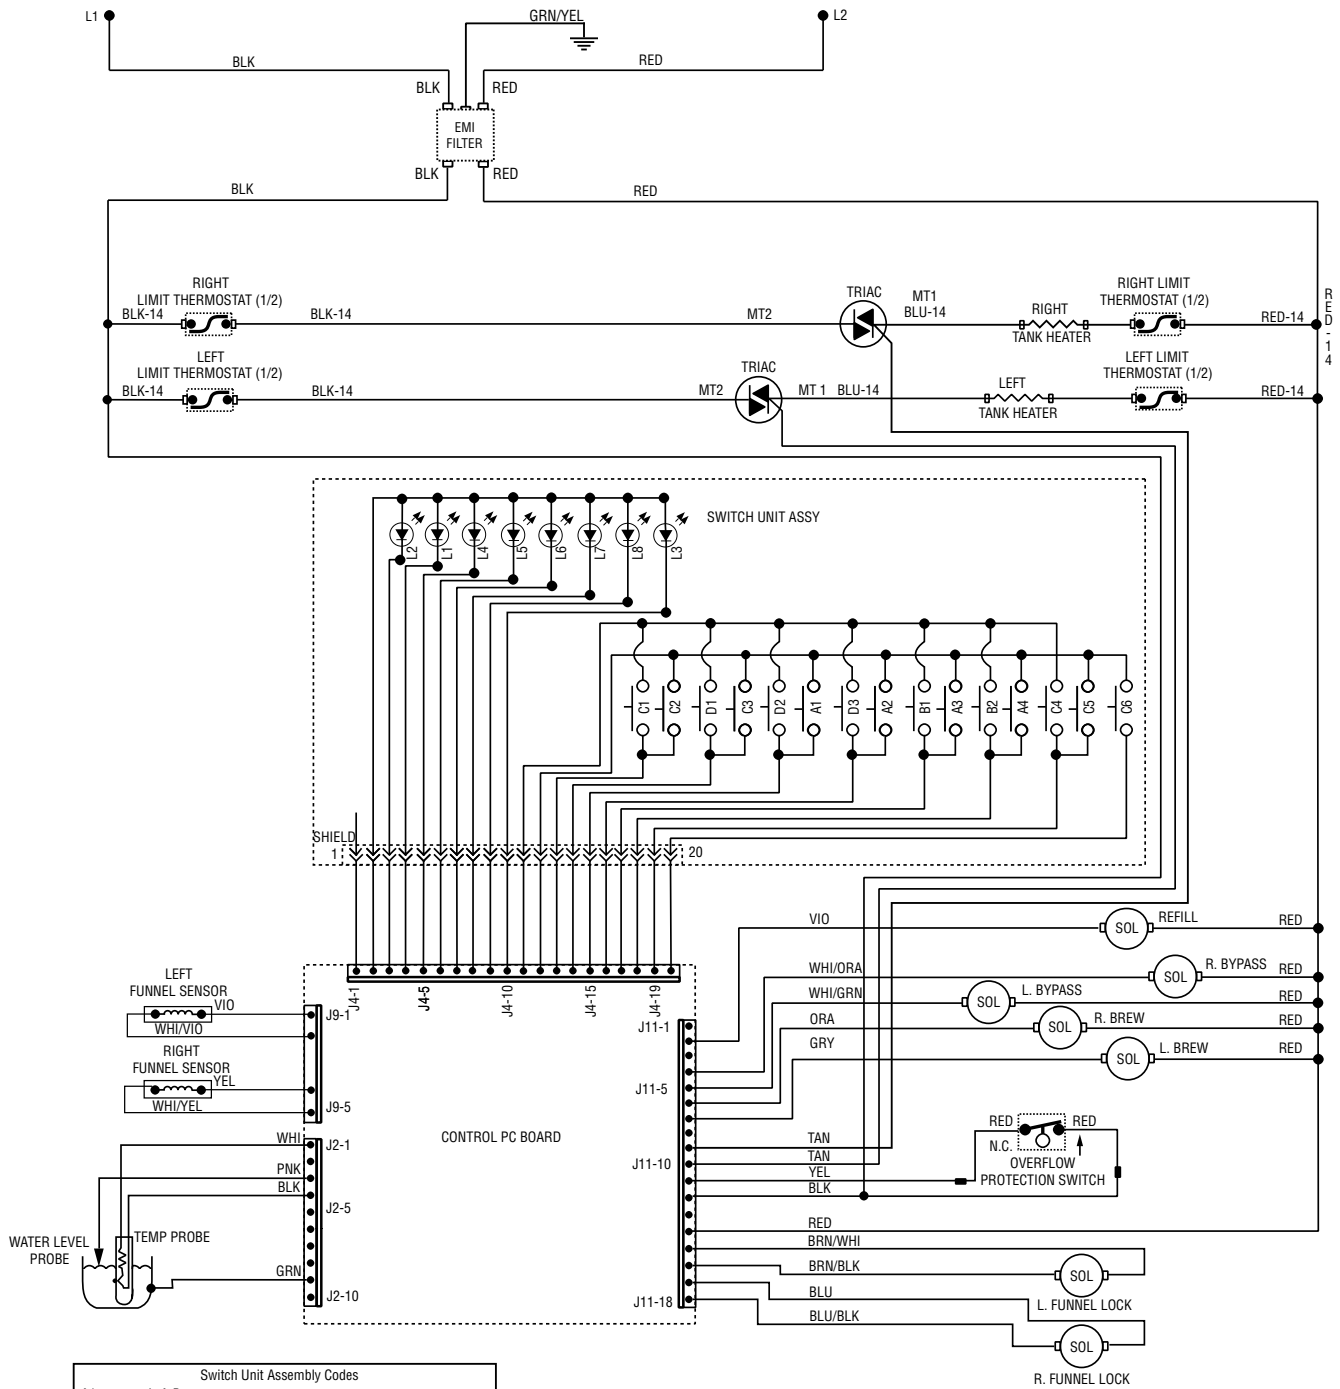 L1
GRN/YEL
L2
BLK
RED
BLK
RED
EMI
FILTER
BLK
RED
BLK
RED
RIGHT
LIMIT THERMOSTAT (1/2)
BLK-14
BLK-14
MT2
TRIAC
MT1
BLU-14
RIGHT
TANK HEATER
RIGHT LIMIT
THERMOSTAT (1/2)
RED-14
RED-14
LEFT
LIMIT THERMOSTAT (1/2)
BLK-14
BLK-14
MT2
TRIAC
MT 1
BLU-14
LEFT
TANK HEATER
LEFT LIMIT
THERMOSTAT (1/2)
RED-14
SWITCH UNIT ASSY
L2
L1
L4
L5
L6
L7
L8
L3
C1
C2
D1
C3
D2
A1
D3
A2
B1
A3
B2
A4
C4
C5
C6
SHIELD
1
20
J4-1
J4-5
J4-10
J4-15
J4-19
LEFT
FUNNEL SENSOR
VIO
WHI/VIO
RIGHT
FUNNEL SENSOR
YEL
WHI/YEL
J9-1
J9-5
WHI
PNK
BLK
GRN
J2-1
J2-5
J2-10
WATER LEVEL
PROBE
TEMP PROBE
CONTROL PC BOARD
J11-1
J11-5
J11-10
J11-18
VIO
SOL
REFILL
RED
WHI/ORA
SOL
R. BYPASS
RED
WHI/GRN
SOL
L. BYPASS
RED
ORA
SOL
R. BREW
RED
GRY
SOL
L. BREW
RED
TAN
TAN
YEL
BLK
RED
RED
N.C.
OVERFLOW
PROTECTION SWITCH
RED
BRN/WHI
BRN/BLK
SOL
L. FUNNEL LOCK
BLU
BLU/BLK
SOL
R. FUNNEL LOCK
Switch Unit Assembly Codes